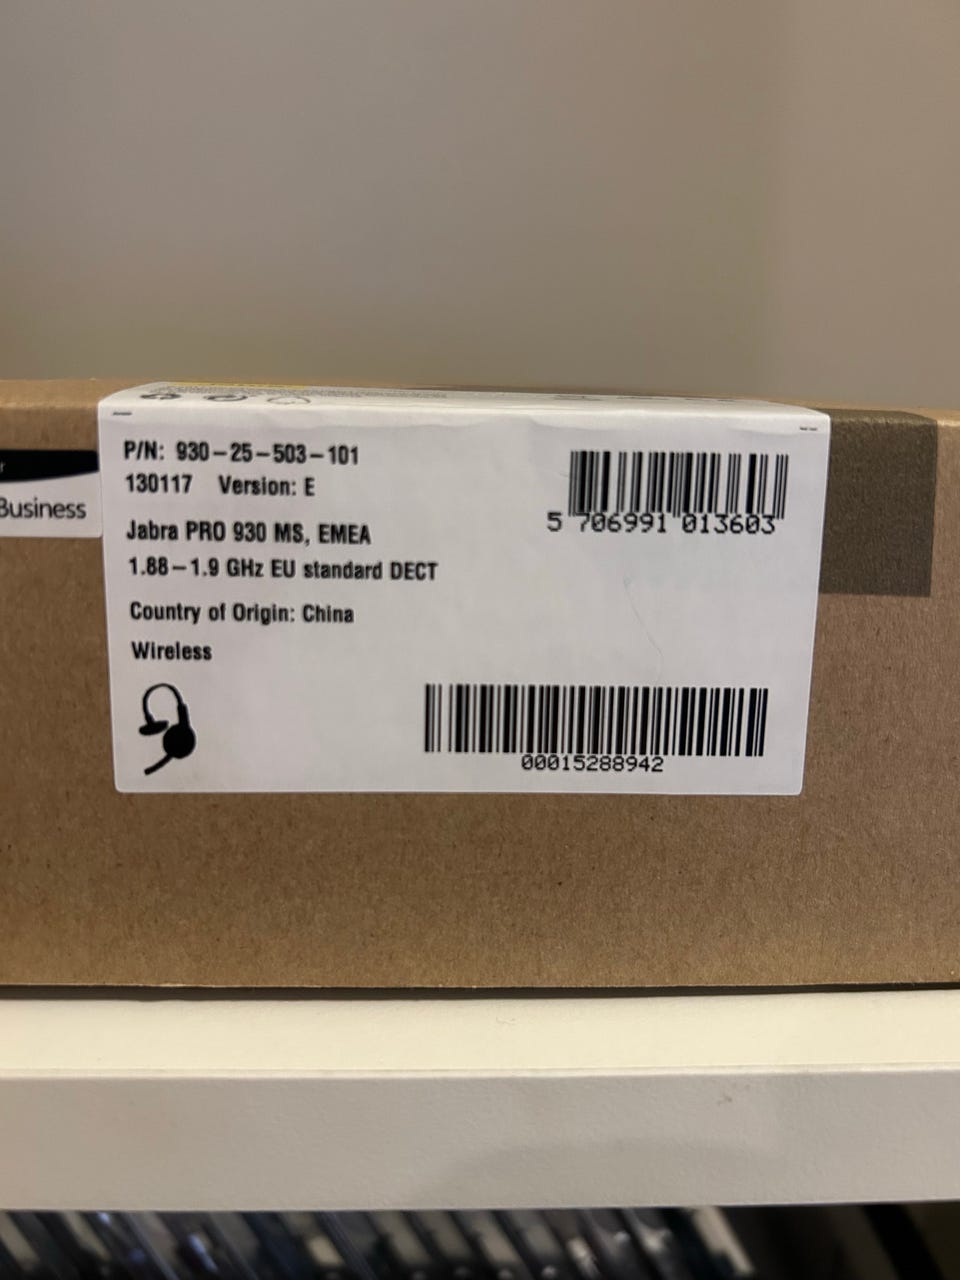 P/N: 930-25-503-101
130117 Version: E
Jabra PRO 930 MS, EMEA
1.88-1.9 GHz EU standard DECT
Country of Origin: China
Wireless
5 706991 013603
00015288942
r
Business